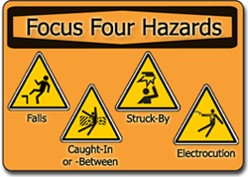 Focus Four Hazards
Falls
Caught-In
or -Between
Struck-By
Electrocution